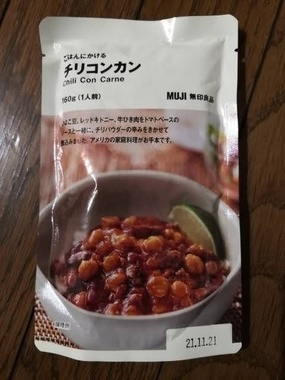 ごはんにかける
チリコンカン
Chili Con Carne
160g（1人前）
MUJI 無印良品
ひよこ豆、レッドキドニー、牛ひき肉をトマトベースの
ソースと一緒に、チリパウダーの辛みをきかせて
煮込みました。アメリカの家庭料理がお手本です。
調理例
21.11.21